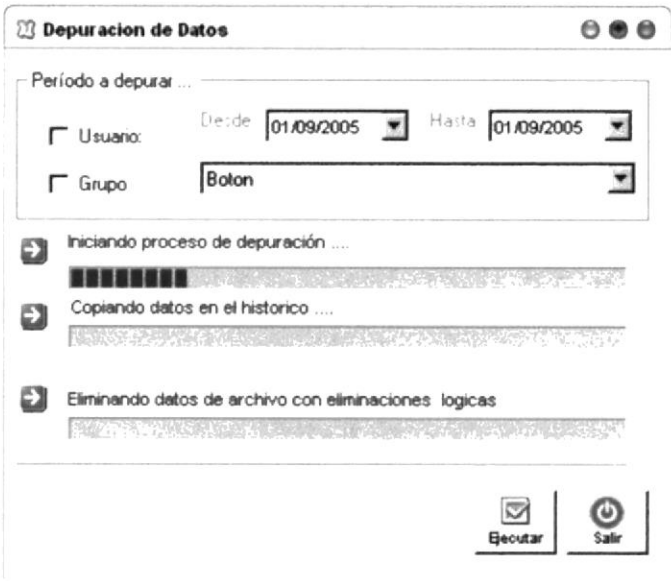 Depuracion de Datos
Período a depurar ...
Usuario: Desde 01/09/2005 Hasta 01/09/2005
Grupo Boton
Iniciando proceso de depuración ....
Copiando datos en el historico ....
Eliminando datos de archivo con eliminaciones logicas
Ejecutar Salir